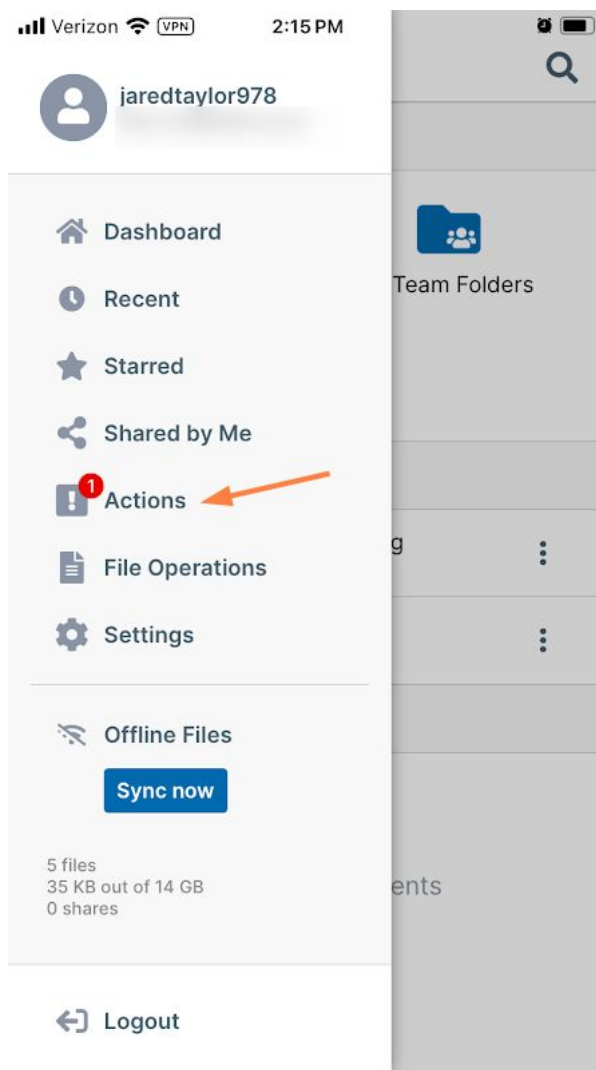 Verizon VPN 2:15 PM
jaredtaylor978
Dashboard
Team Folders
Recent
Starred
Shared by Me
1
Actions
g
File Operations
Settings
Offline Files
Sync now
5 files
35 KB out of 14 GB
ents
0 shares
Logout